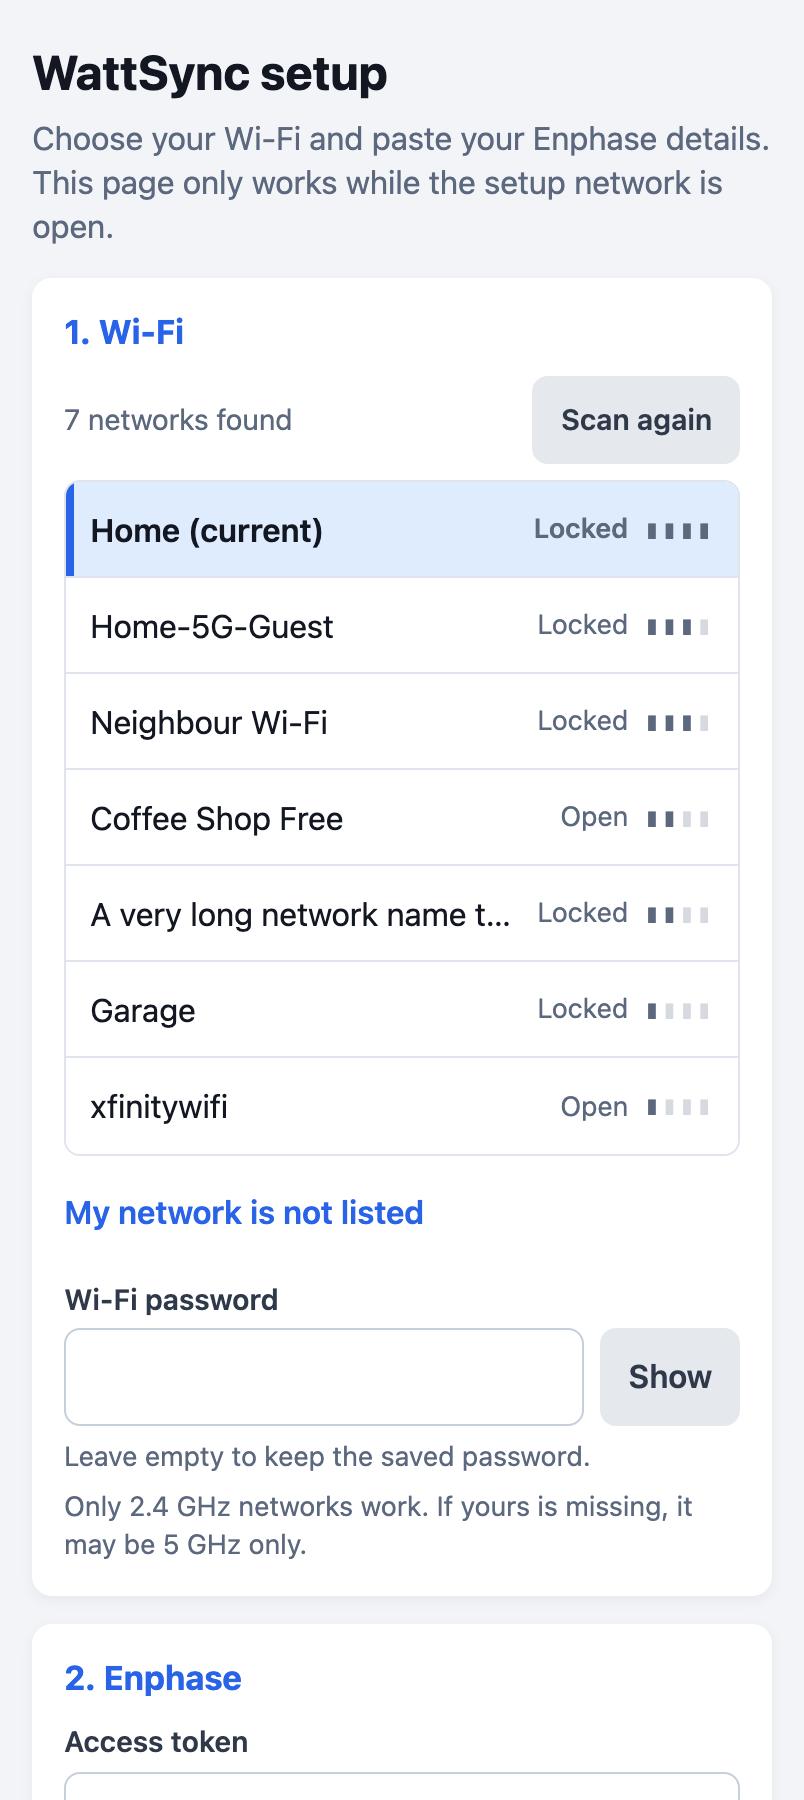 WattSync setup
Choose your Wi-Fi and paste your Enphase details.
This page only works while the setup network is
open.
1. Wi-Fi
7 networks found
Scan again
Home (current) Locked
Home-5G-Guest Locked
Neighbour Wi-Fi Locked
Coffee Shop Free Open
A very long network name t... Locked
Garage Locked
xfinitywifi Open
My network is not listed
Wi-Fi password
Show
Leave empty to keep the saved password.
Only 2.4 GHz networks work. If yours is missing, it
may be 5 GHz only.
2. Enphase
Access token